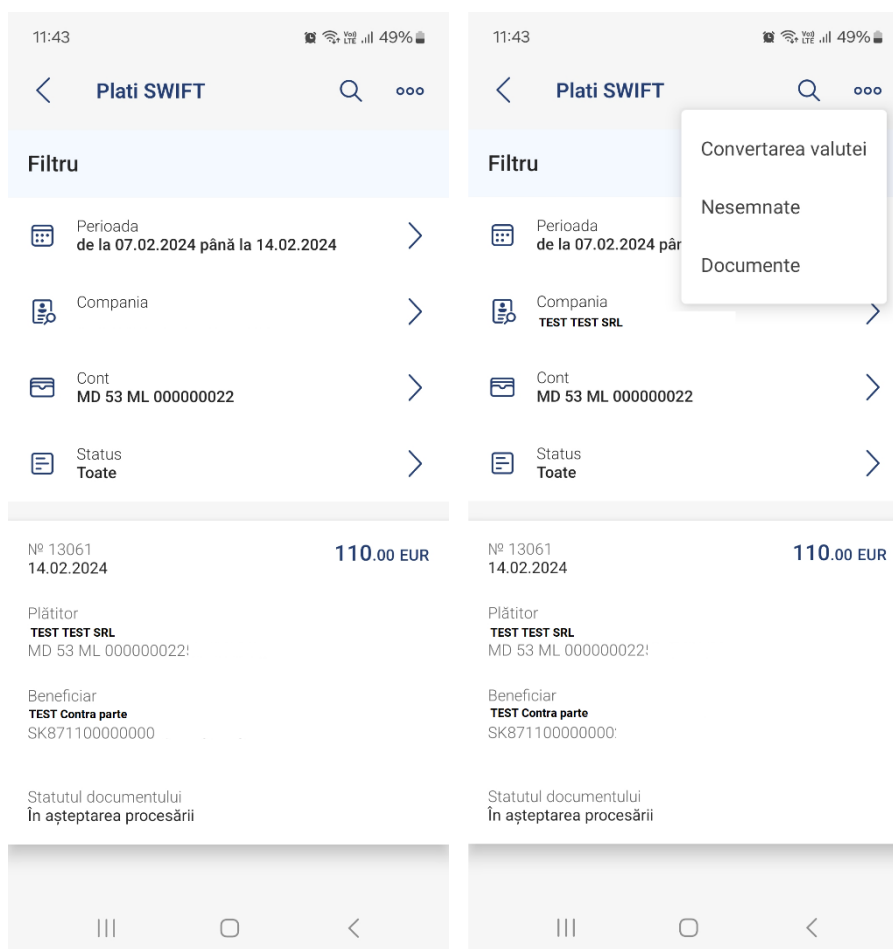 11:43
49%
Plati SWIFT
Filtru
Perioada
de la 07.02.2024 până la 14.02.2024
Compania
Cont
MD 53 ML 000000022
Status
Toate
Nº 13061
110.00 EUR
14.02.2024
Plătitor
TEST TEST SRL
MD 53 ML 000000022
Beneficiar
TEST Contra parte
SK871100000000
Statutul documentului
În așteptarea procesării
11:43
49%
Plati SWIFT
Convertarea valutei
Nesemnate
Documente
Filtru
Perioada
de la 07.02.2024 pân
Compania
TEST TEST SRL
Cont
MD 53 ML 000000022
Status
Toate
Nº 13061
110.00 EUR
14.02.2024
Plătitor
TEST TEST SRL
MD 53 ML 000000022
Beneficiar
TEST Contra parte
SK871100000000
Statutul documentului
În așteptarea procesării